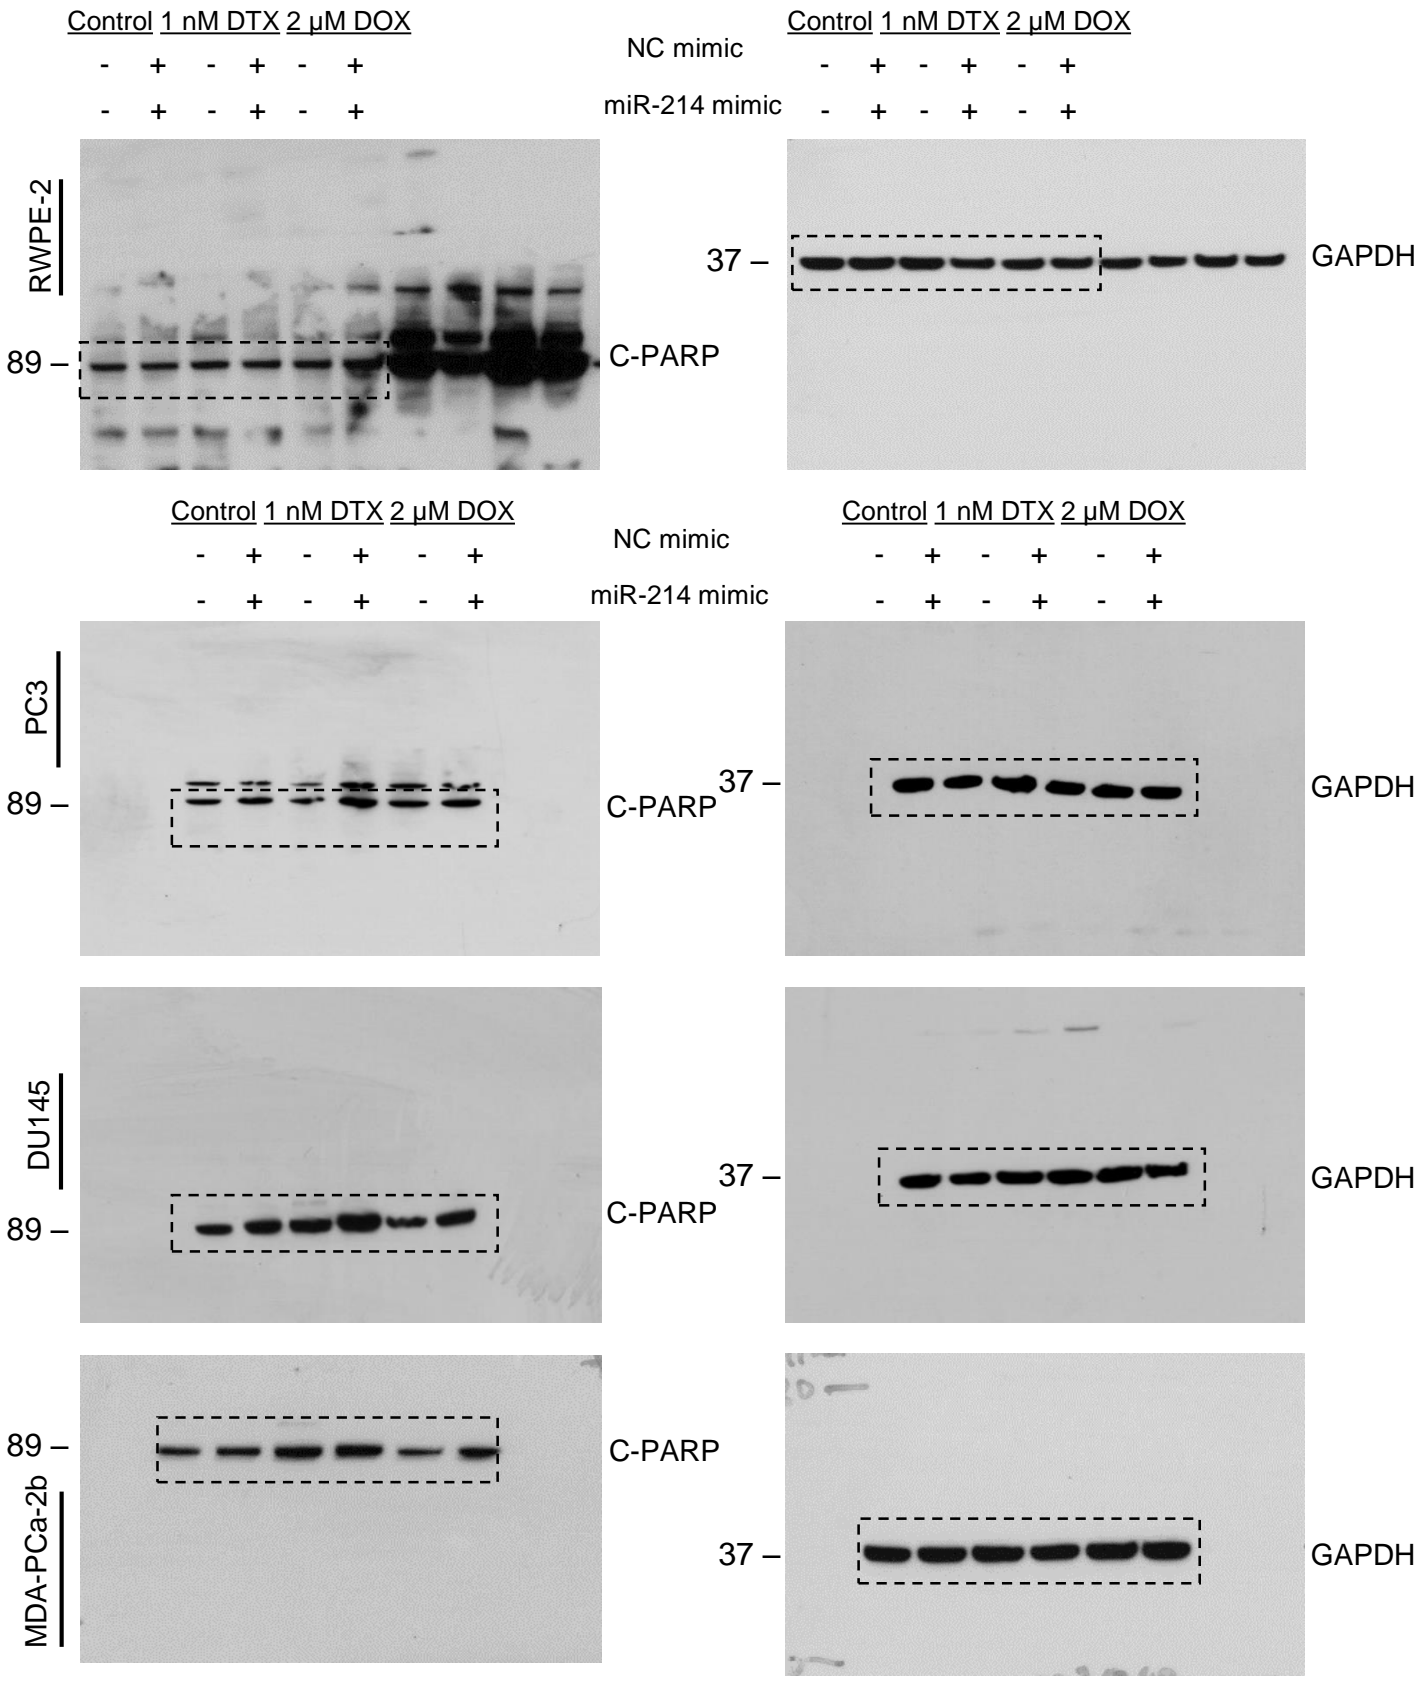 Control 1 nM DTX 2 µM DOX
Control 1 nM DTX 2 µM DOX
NC mimic
- + - + - +
- + - + - +
miR-214 mimic
- + - + - +
- + - + - +
RWPE-2
89 –
C-PARP
37 –
GAPDH
Control 1 nM DTX 2 µM DOX
Control 1 nM DTX 2 µM DOX
NC mimic
- + - + - +
- + - + - +
miR-214 mimic
- + - + - +
- + - + - +
PC3
89 –
C-PARP
37 –
GAPDH
DU145
89 –
C-PARP
37 –
GAPDH
MDA-PCa-2b
89 –
C-PARP
37 –
GAPDH